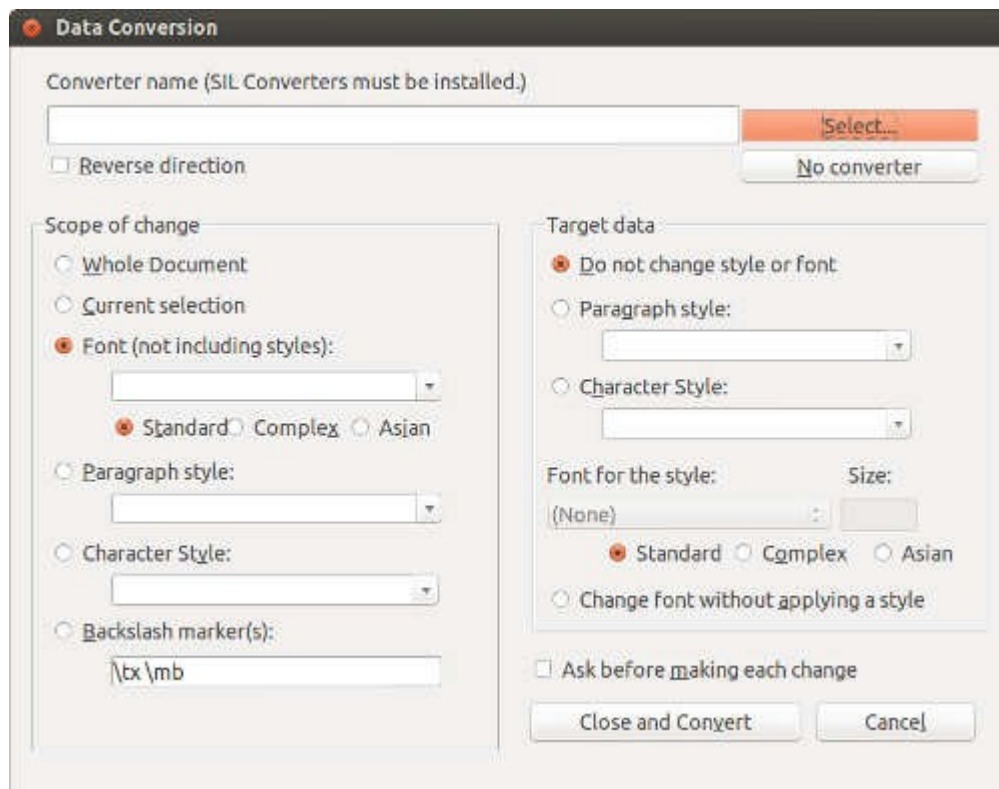 Data Conversion
Converter name (SIL Converters must be installed.)
Select...
Reverse direction
No converter
Scope of change
Whole Document
Current selection
Font (not including styles):
Standard Complex Asian
Paragraph style:
Character Style:
Backslash marker(s):
\tx \mb
Target data
Do not change style or font
Paragraph style:
Character Style:
Font for the style: Size:
(None)
Standard Complex Asian
Change font without applying a style
Ask before making each change
Close and Convert Cancel